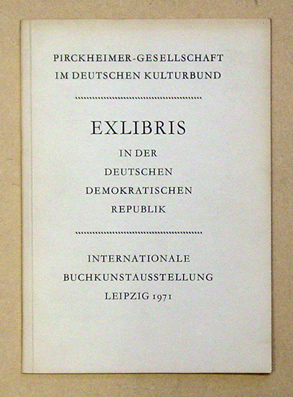 PIRCKHEIMER-GESELLSCHAFT
IM DEUTSCHEN KULTURBUND
EXLIBRIS
IN DER
DEUTSCHEN
DEMOKRATISCHEN
REPUBLIK
INTERNATIONALE
BUCHKUNSTAUSSTELLUNG
LEIPZIG 1971